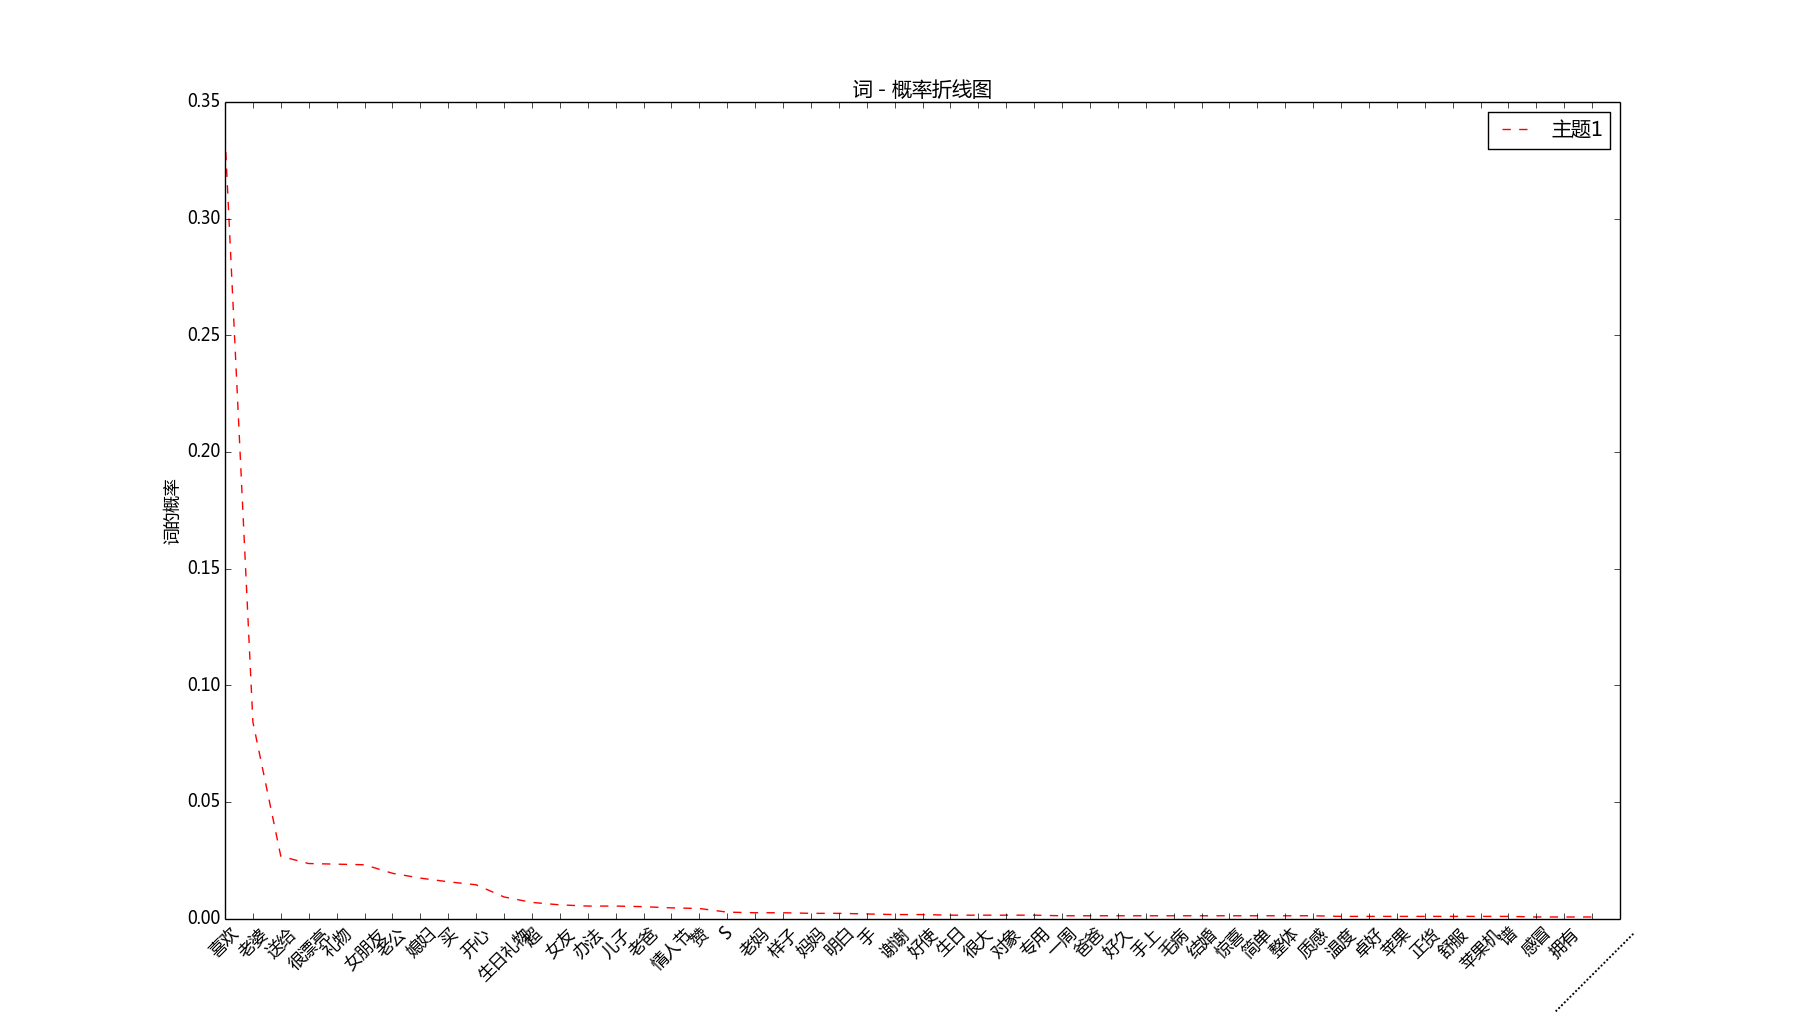 词 - 概率折线图
主题1
词的概率
0.35
0.30
0.25
0.20
0.15
0.10
0.05
0.00
喜欢
老婆
送给
很漂亮
礼物
女朋友
老公
媳妇
买
开心
生日礼物
超
女友
办法
儿子
老爸
情人节
赞
S
老妈
样子
妈妈
明白
手
谢谢
好使
生日
很大
对象
专用
一周
爸爸
好久
手上
毛病
结婚
惊喜
简单
整体
质感
温度
卓好
苹果
正货
舒服
苹果机
谱
感冒
拥有